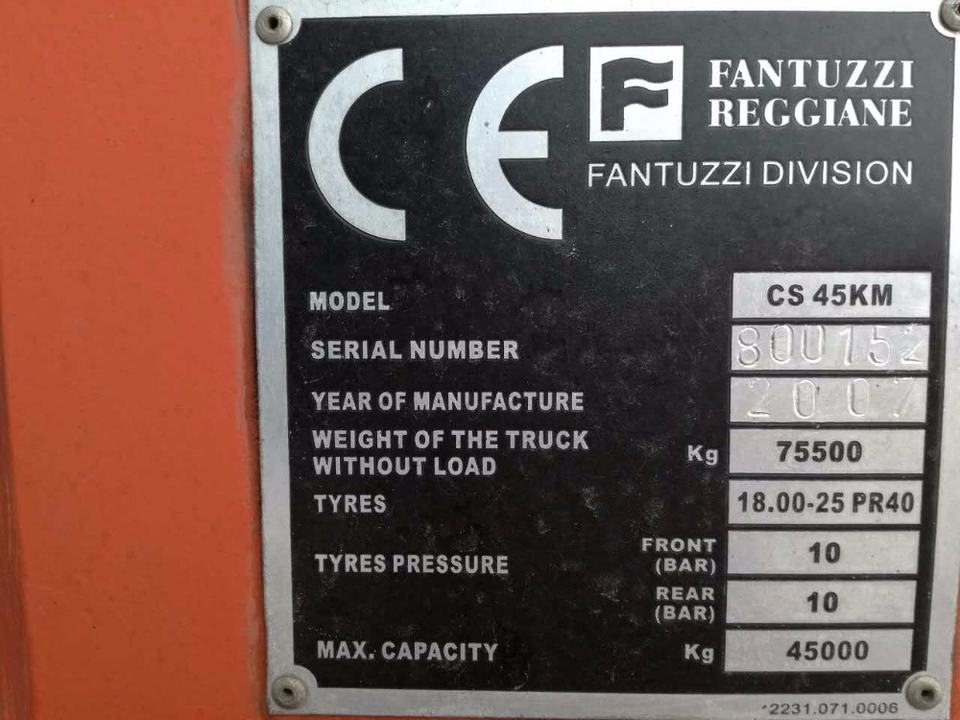 CE
F FANTUZZI
REGGIANE
FANTUZZI DIVISION
MODEL CS 45KM
SERIAL NUMBER 800152
YEAR OF MANUFACTURE 2007
WEIGHT OF THE TRUCK
WITHOUT LOAD Kg 75500
TYRES 18.00-25 PR40
TYRES PRESSURE FRONT
(BAR) 10
REAR
(BAR) 10
MAX. CAPACITY Kg 45000
*2231.071.0006